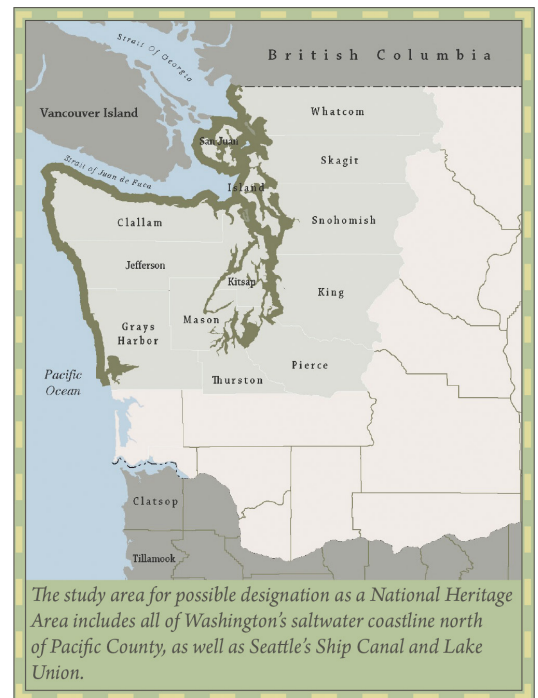 Strait Of Georgia
British Columbia
Vancouver Island
Whatcom
San Juan
Skagit
Strait of Juan de Fuca
Island
Snohomish
Clallam
Jefferson
Kitsap
King
Mason
Grays
Harbor
Pierce
Pacific
Ocean
Thurston
Clatsop
Tillamook
The study area for possible designation as a National Heritage
Area includes all of Washington's saltwater coastline north
of Pacific County, as well as Seattle's Ship Canal and Lake
Union.